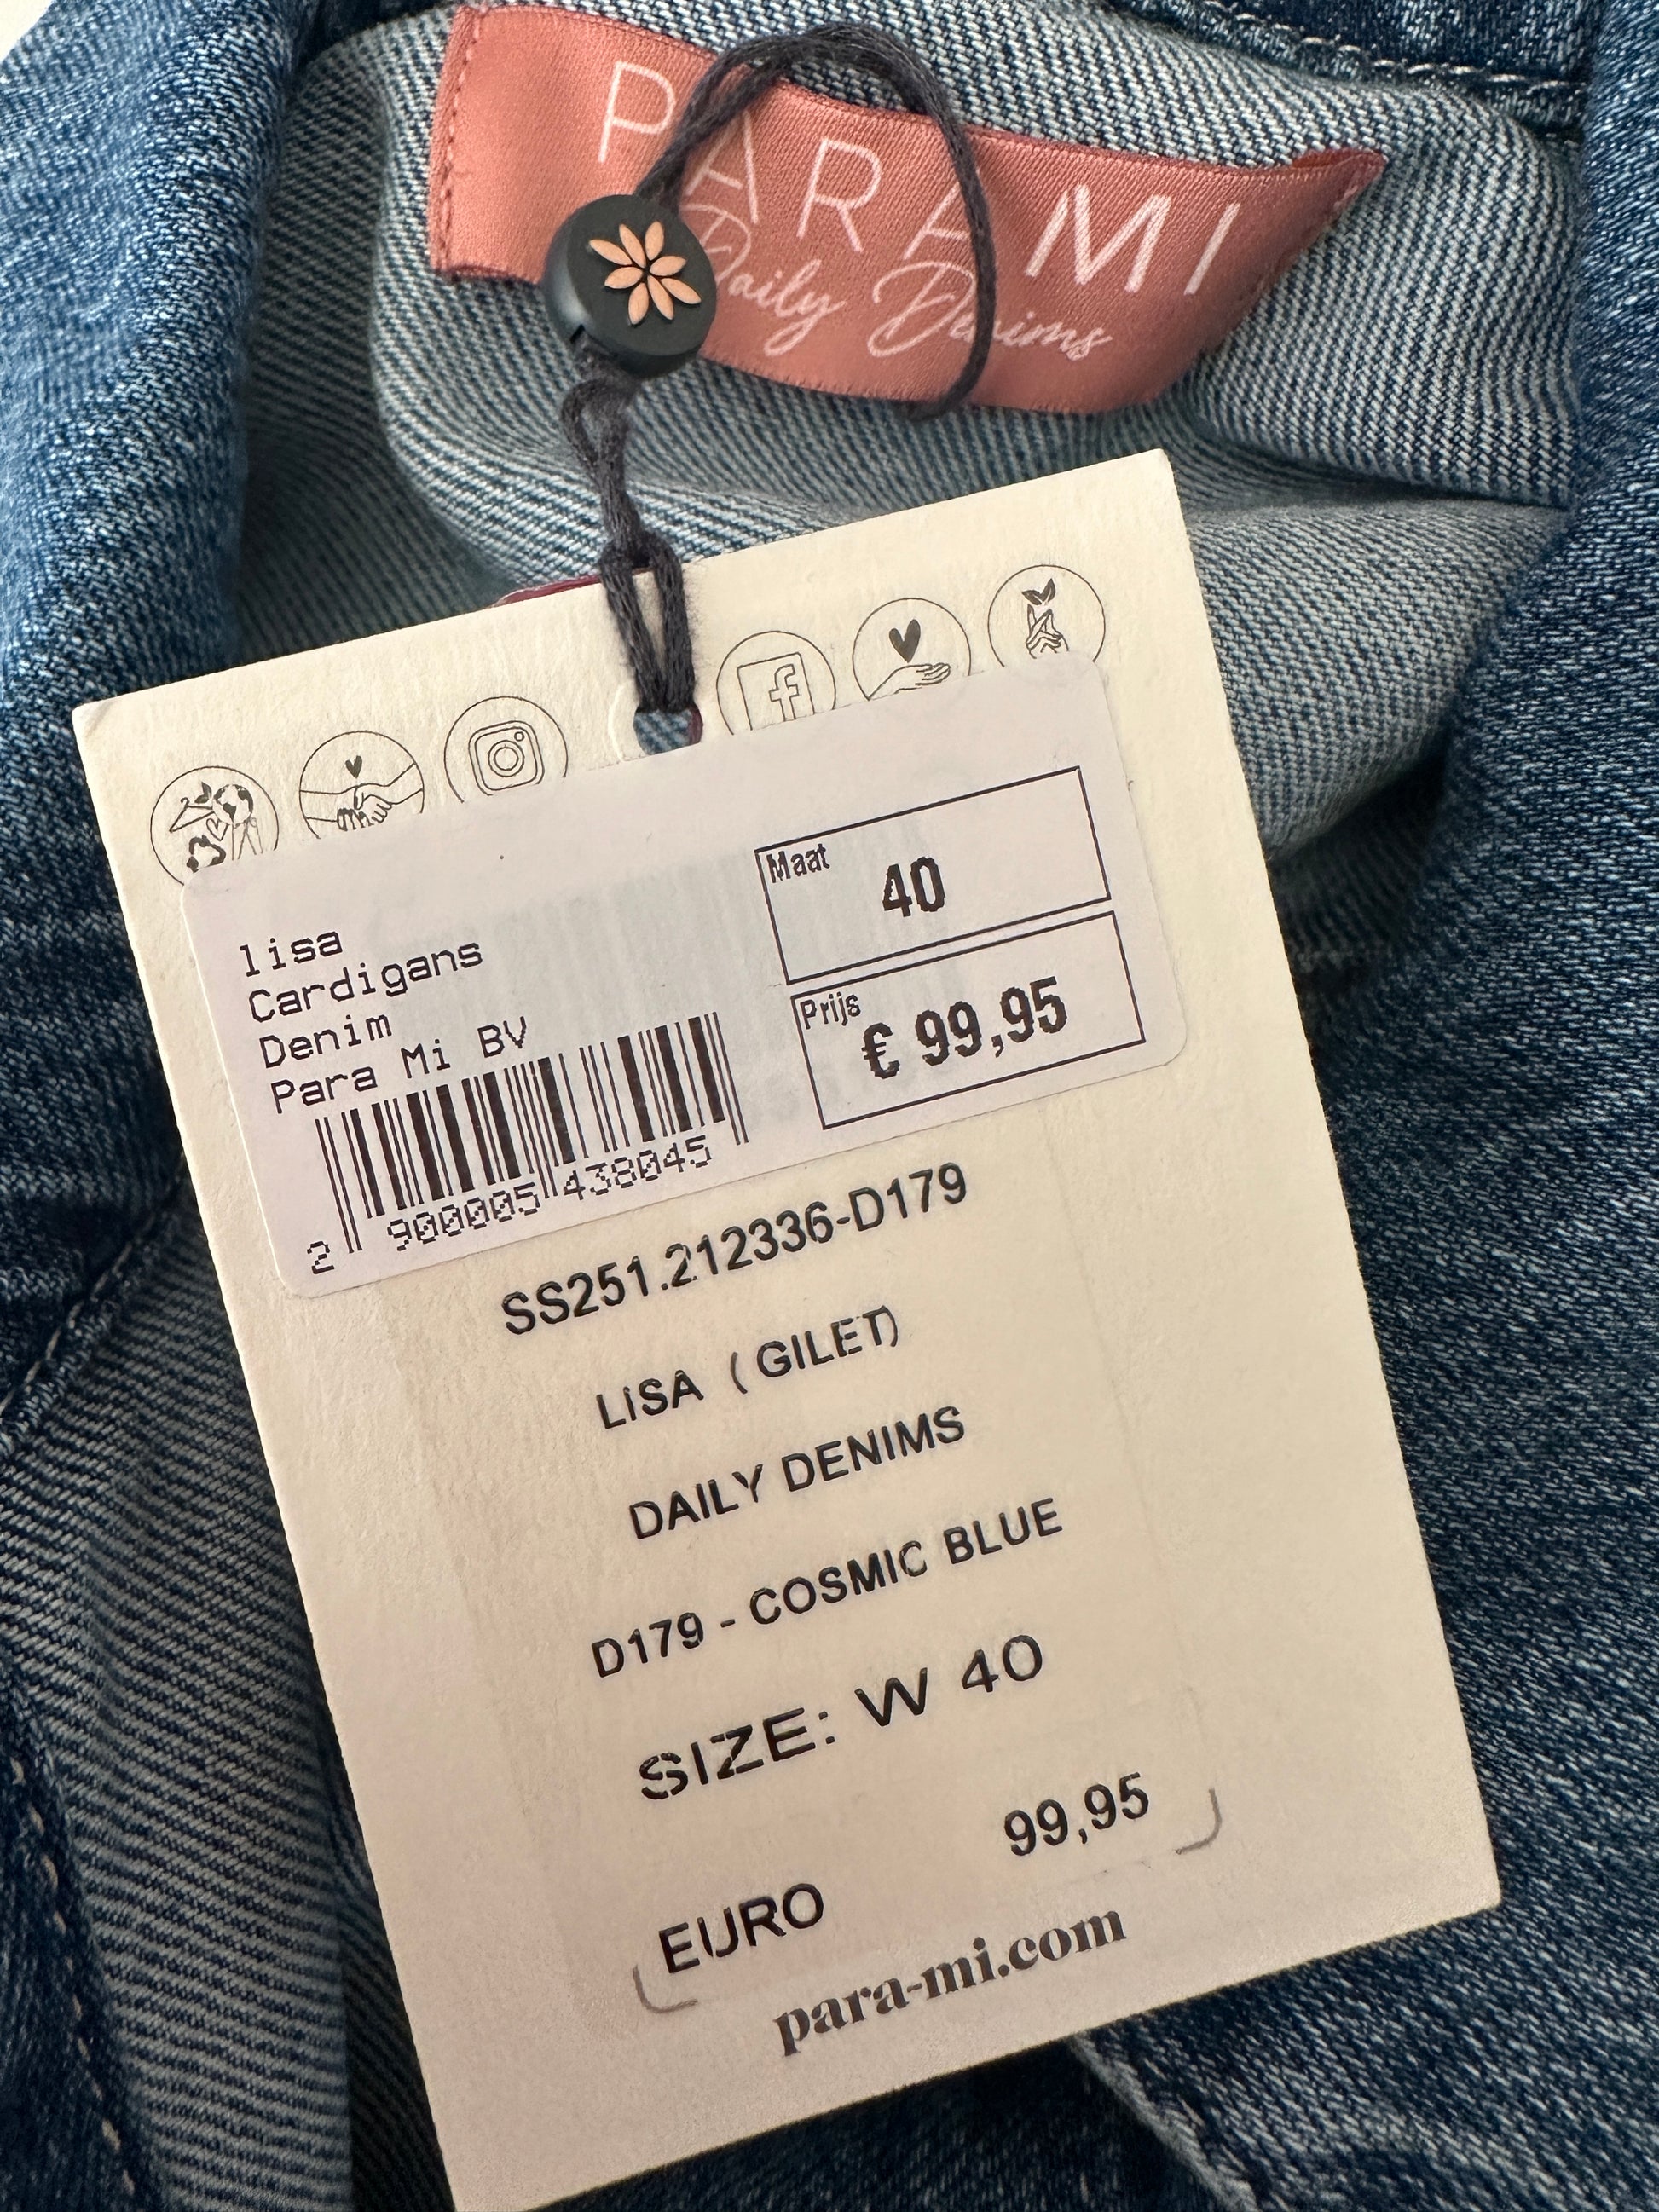 PARA MI
Daily Denims
lisa
Cardigans
Denim
Para Mi BV
2 900005 438045
Maat
40
Prijs
€ 99,95
SS251.212336-D179
LISA ( GILET)
DAILY DENIMS
D179 - COSMIC BLUE
SIZE: W 40
99,95
EURO
para-mi.com